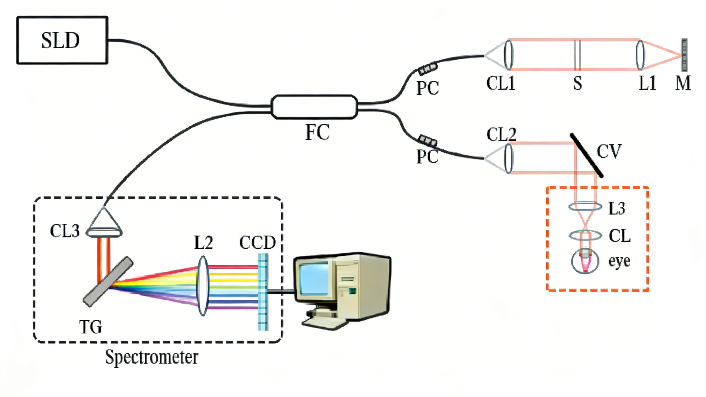 SLD
FC
PC
PC
CL1
S
L1
M
CL2
CV
L3
CL
eye
CL3
L2
CCD
TG
Spectrometer